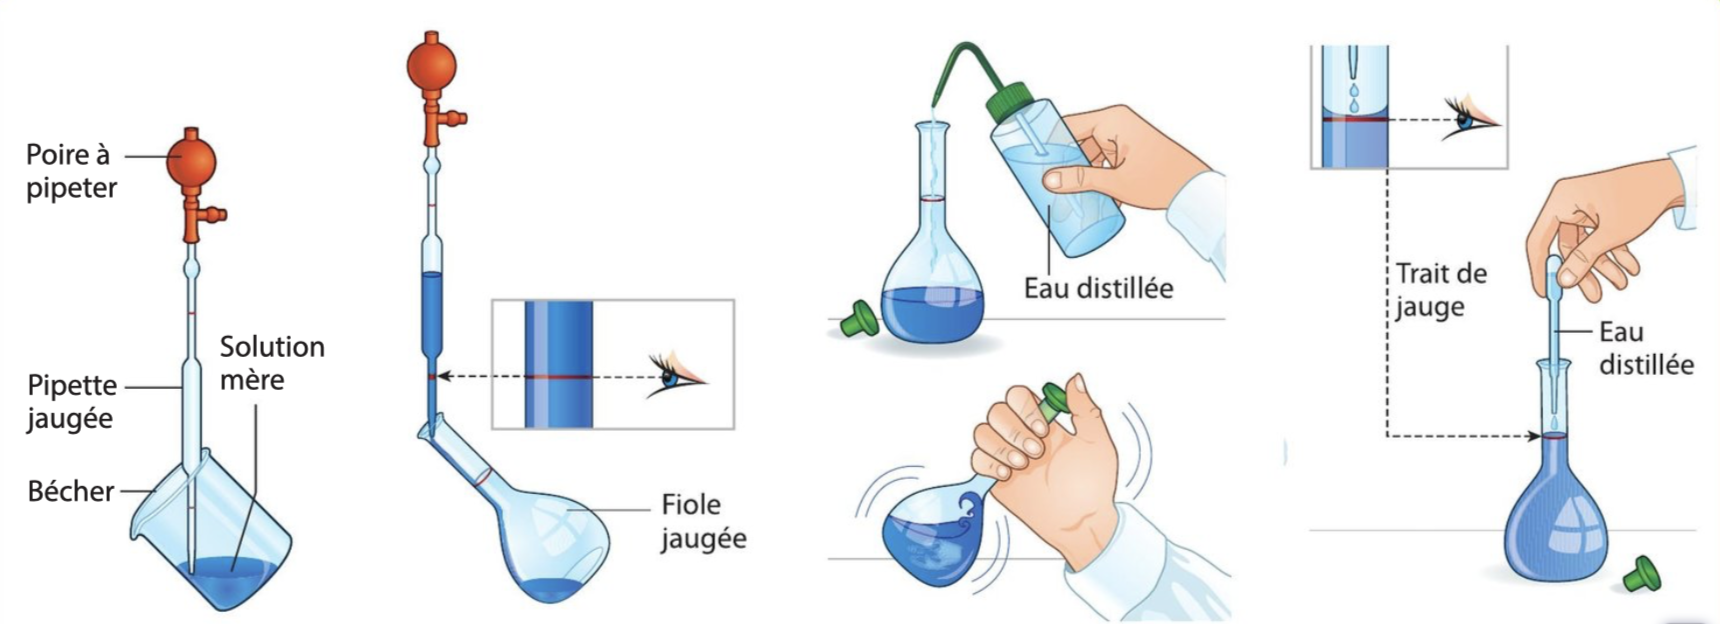 Poire à
pipeter
Pipette
jaugée
Bécher
Solution
mère
Fiole
jaugée
Eau distillée
Trait de
jauge
Eau
distillée